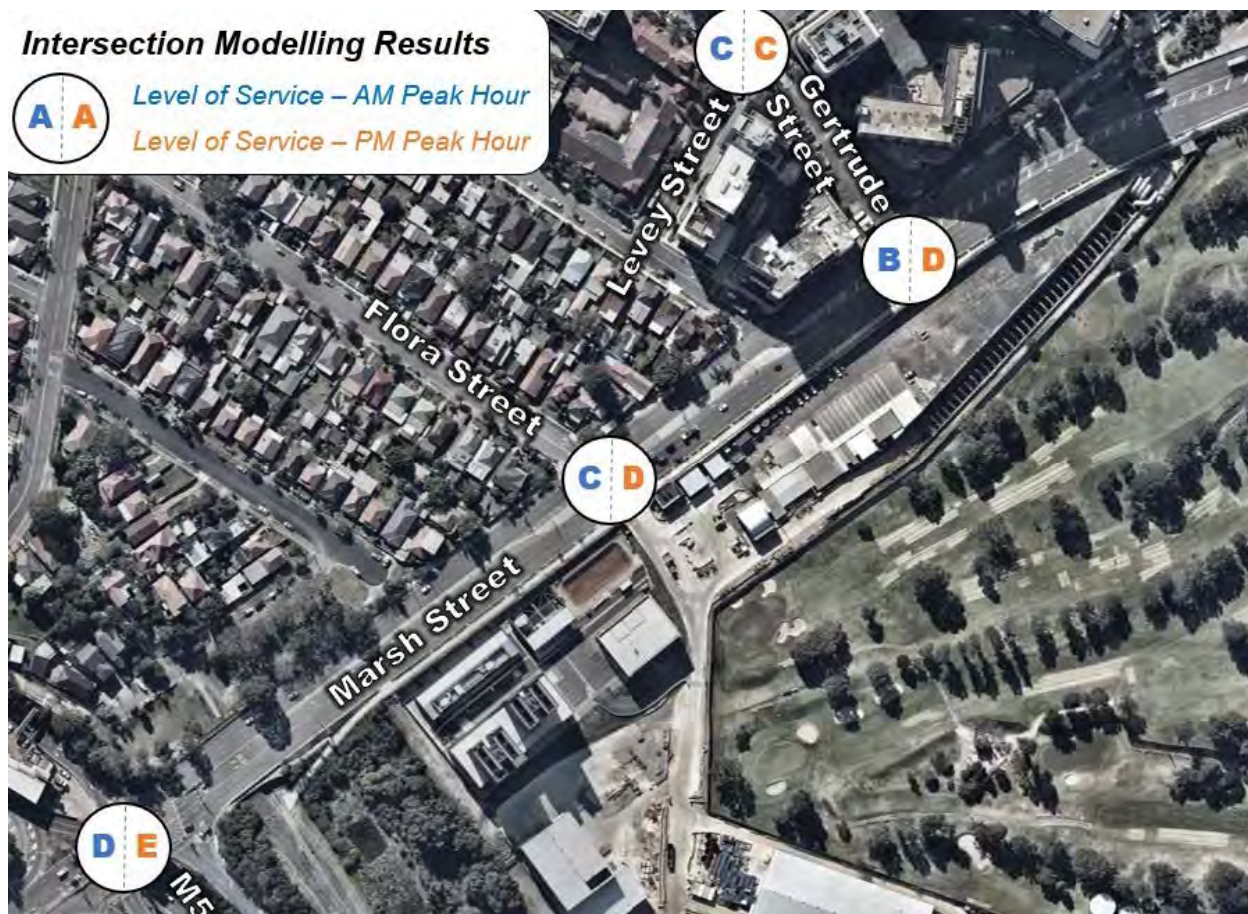 Intersection Modelling Results
A A
Level of Service – AM Peak Hour
Level of Service – PM Peak Hour
C C
Gertrude
Street
Levey Street
B D
Flora Street
C D
Marsh Street
D E
M5